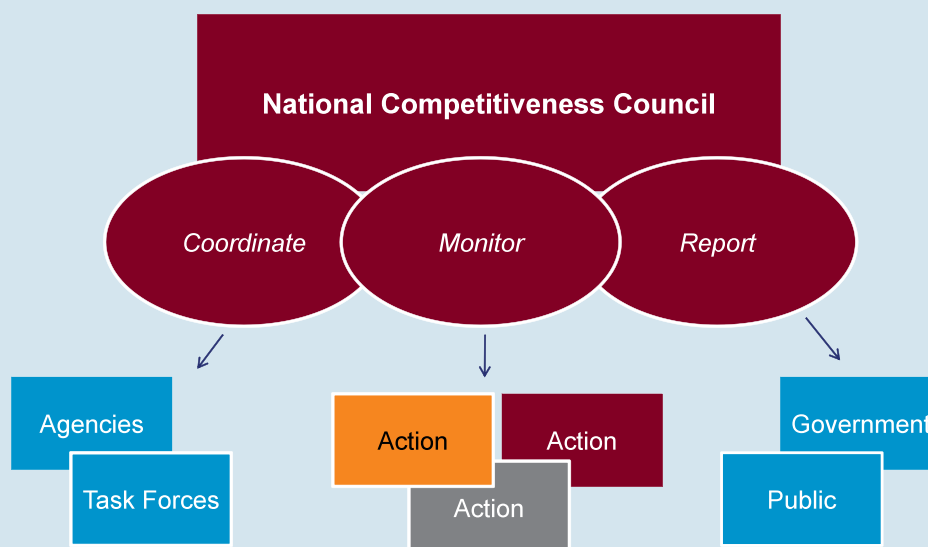 National Competitiveness Council
Coordinate
Monitor
Report
Agencies
Task Forces
Action
Action
Action
Government
Public